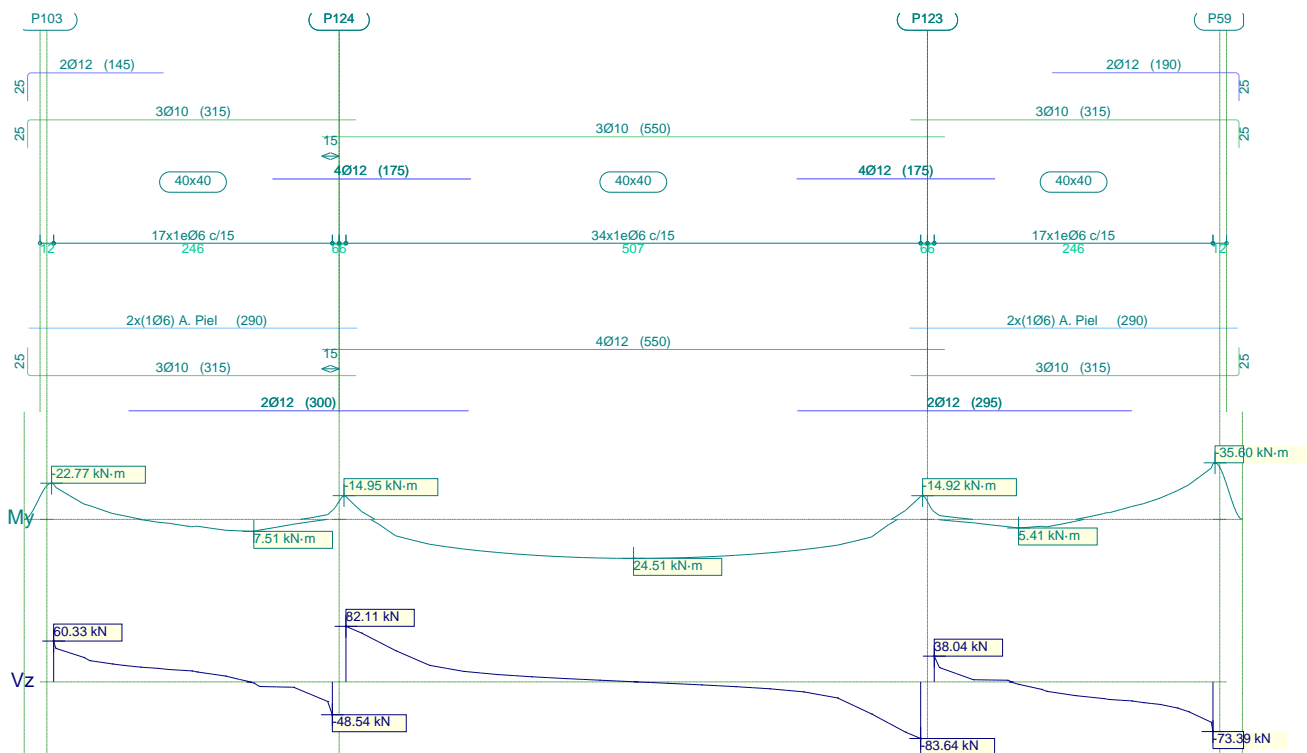 P103 P124 P123 P59
2Ø12 (145) 2Ø12 (190)
25 25
3Ø10 (315) 3Ø10 (315)
25 3Ø10 (550) 25
15
4Ø12 (175) 4Ø12 (175)
40x40 40x40 40x40
17x1eØ6 c/15 34x1eØ6 c/15 17x1eØ6 c/15
12 246 66 507 66 246 12
2x(1Ø6) A. Piel (290) 2x(1Ø6) A. Piel (290)
4Ø12 (550)
25 15 25
3Ø10 (315) 3Ø10 (315)
2Ø12 (300) 2Ø12 (295)
-35.60 kN·m
-22.77 kN·m
-14.95 kN·m -14.92 kN·m
My
7.51 kN·m 5.41 kN·m
24.51 kN·m
82.11 kN
60.33 kN
38.04 kN
Vz
-48.54 kN
-83.64 kN -73.39 kN